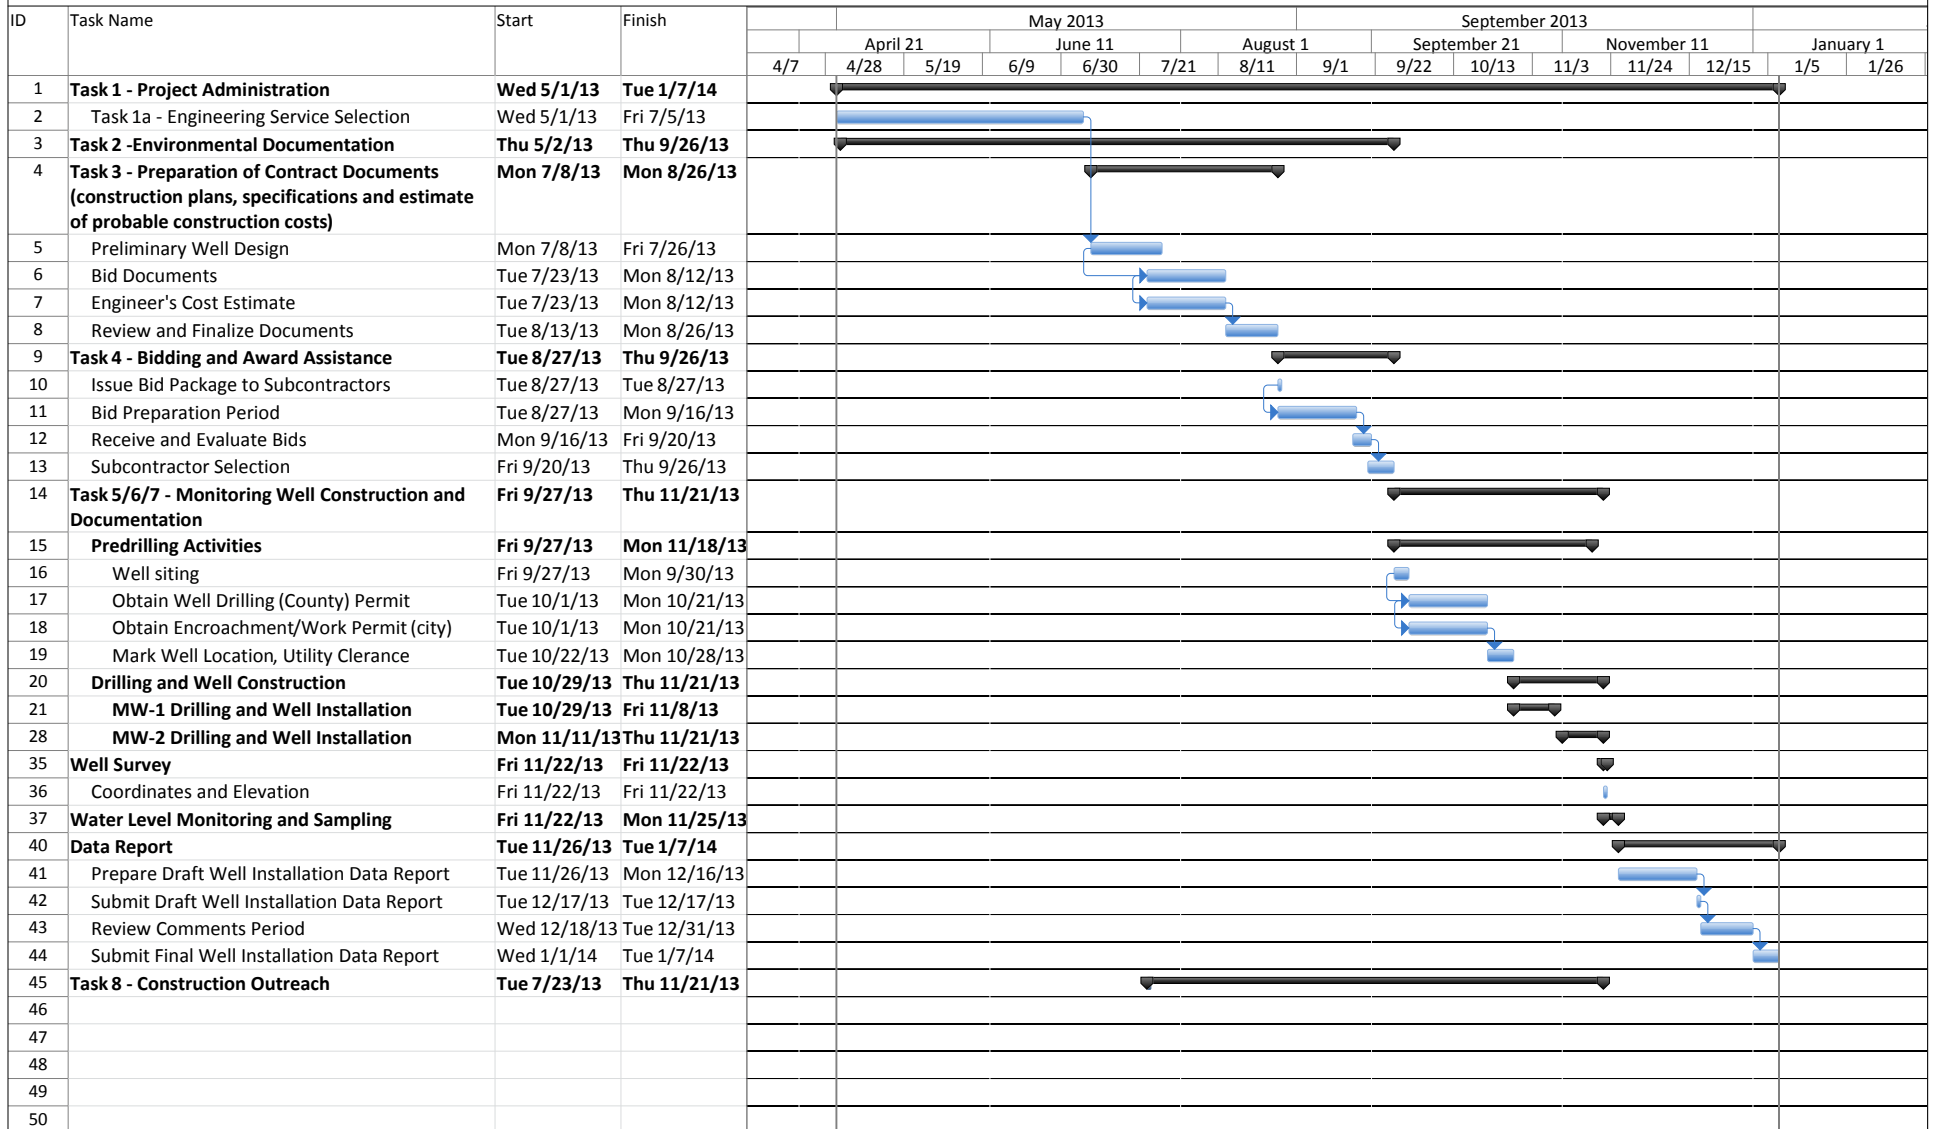 ID Task Name Start Finish May 2013 September 2013
April 21 June 11 August 1 September 21 November 11 January 1
4/7 4/28 5/19 6/9 6/30 7/21 8/11 9/1 9/22 10/13 11/3 11/24 12/15 1/5 1/26
1 Task 1 - Project Administration Wed 5/1/13 Tue 1/7/14
2 Task 1a - Engineering Service Selection Wed 5/1/13 Fri 7/5/13
3 Task 2 -Environmental Documentation Thu 5/2/13 Thu 9/26/13
4 Task 3 - Preparation of Contract Documents Mon 7/8/13 Mon 8/26/13
(construction plans, specifications and estimate
of probable construction costs)
5 Preliminary Well Design Mon 7/8/13 Fri 7/26/13
6 Bid Documents Tue 7/23/13 Mon 8/12/13
7 Engineer's Cost Estimate Tue 7/23/13 Mon 8/12/13
8 Review and Finalize Documents Tue 8/13/13 Mon 8/26/13
9 Task 4 - Bidding and Award Assistance Tue 8/27/13 Thu 9/26/13
10 Issue Bid Package to Subcontractors Tue 8/27/13 Tue 8/27/13
11 Bid Preparation Period Tue 8/27/13 Mon 9/16/13
12 Receive and Evaluate Bids Mon 9/16/13 Fri 9/20/13
13 Subcontractor Selection Fri 9/20/13 Thu 9/26/13
14 Task 5/6/7 - Monitoring Well Construction and Fri 9/27/13 Thu 11/21/13
Documentation
15 Predrilling Activities Fri 9/27/13 Mon 11/18/13
16 Well siting Fri 9/27/13 Mon 9/30/13
17 Obtain Well Drilling (County) Permit Tue 10/1/13 Mon 10/21/13
18 Obtain Encroachment/Work Permit (city) Tue 10/1/13 Mon 10/21/13
19 Mark Well Location, Utility Clerance Tue 10/22/13 Mon 10/28/13
20 Drilling and Well Construction Tue 10/29/13 Thu 11/21/13
21 MW-1 Drilling and Well Installation Tue 10/29/13 Fri 11/8/13
28 MW-2 Drilling and Well Installation Mon 11/11/13 Thu 11/21/13
35 Well Survey Fri 11/22/13 Fri 11/22/13
36 Coordinates and Elevation Fri 11/22/13 Fri 11/22/13
37 Water Level Monitoring and Sampling Fri 11/22/13 Mon 11/25/13
40 Data Report Tue 11/26/13 Tue 1/7/14
41 Prepare Draft Well Installation Data Report Tue 11/26/13 Mon 12/16/13
42 Submit Draft Well Installation Data Report Tue 12/17/13 Tue 12/17/13
43 Review Comments Period Wed 12/18/13 Tue 12/31/13
44 Submit Final Well Installation Data Report Wed 1/1/14 Tue 1/7/14
45 Task 8 - Construction Outreach Tue 7/23/13 Thu 11/21/13
46
47
48
49
50